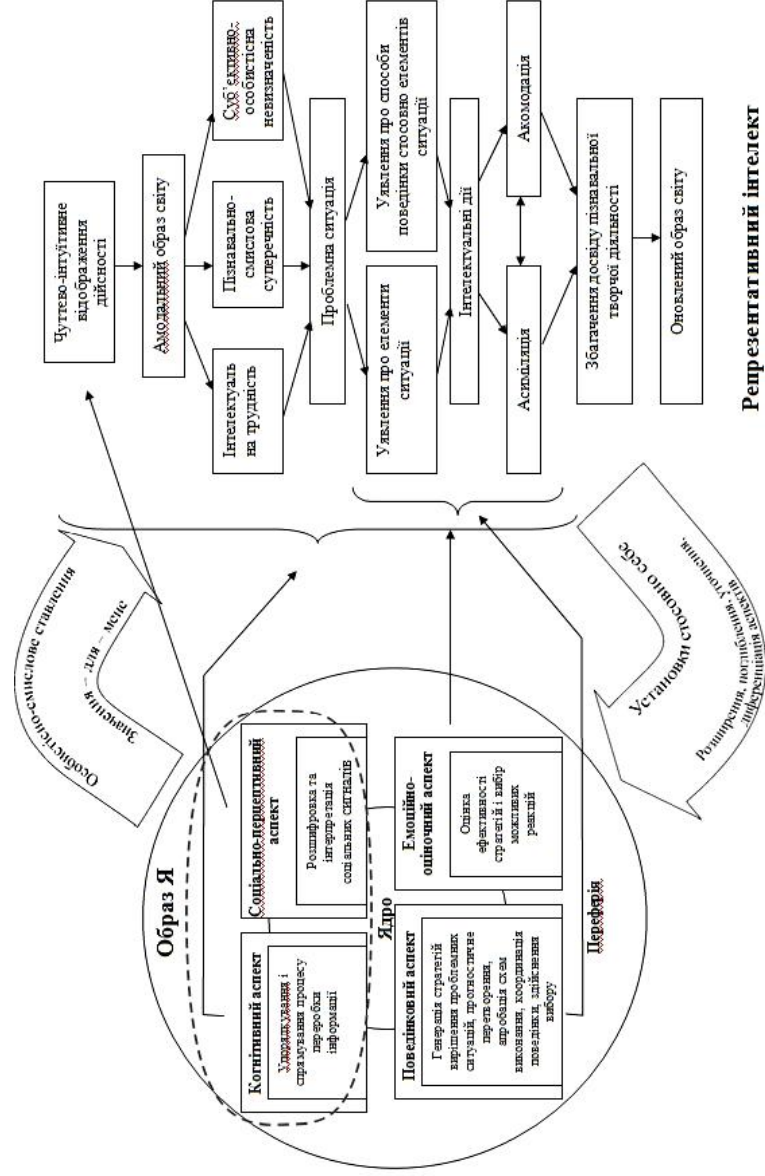 Особистісно-смислове ставлення
Значення – для – мене
Образ Я
Когнітивний аспект
Упорядкування і
спрямування процесу
переробки
інформації
Соціально-перцептивний
аспект
Розшифровка та
інтерпретація
соціальних сигналів
Ядро
Поведінковий аспект
Генерація стратегій
вирішення проблемних
ситуацій, прогностичне
перетворення,
апробація схем
виконання, координація
поведінки, здійснення
вибору
Емоційно-
оціночний аспект
Оцінка
ефективності
стратегій і вибір
можливих
реакцій
Переферія
Установки стосовно себе
Розширення, поглиблення, уточнення,
диференціація аспектів
Чуттєво-інтуїтивне
відображення
дійсності
Амодальний образ світу
Інтелектуаль
на трудність
Пізнавально-
смислова
суперечність
Суб’єктивно-
особистісна
невизначеність
Проблемна ситуація
Уявлення про елементи
ситуації
Уявлення про способи
поведінки стосовно елементів
ситуації
Інтелектуальні дії
Асиміляція
Акомодація
Збагачення досвіду пізнавальної
творчої діяльності
Оновлений образ світу
Репрезентативний інтелект